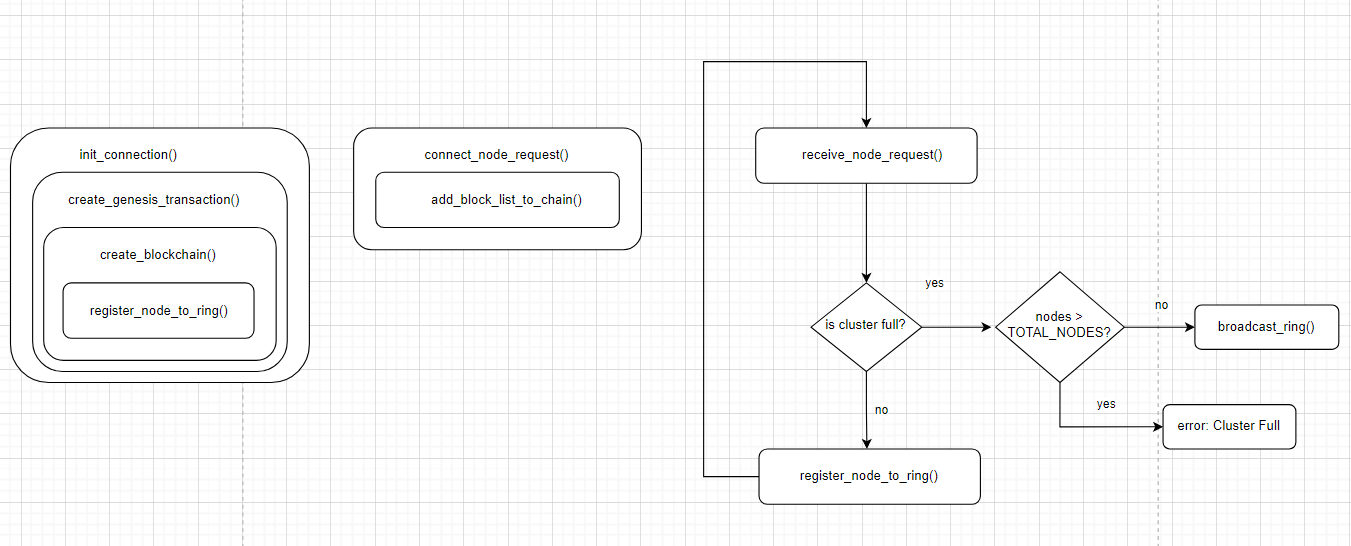 init_connection()
create_genesis_transaction()
create_blockchain()
register_node_to_ring()
connect_node_request()
add_block_list_to_chain()
receive_node_request()
is cluster full?
yes
no
register_node_to_ring()
nodes >
TOTAL_NODES?
no
broadcast_ring()
yes
error: Cluster Full